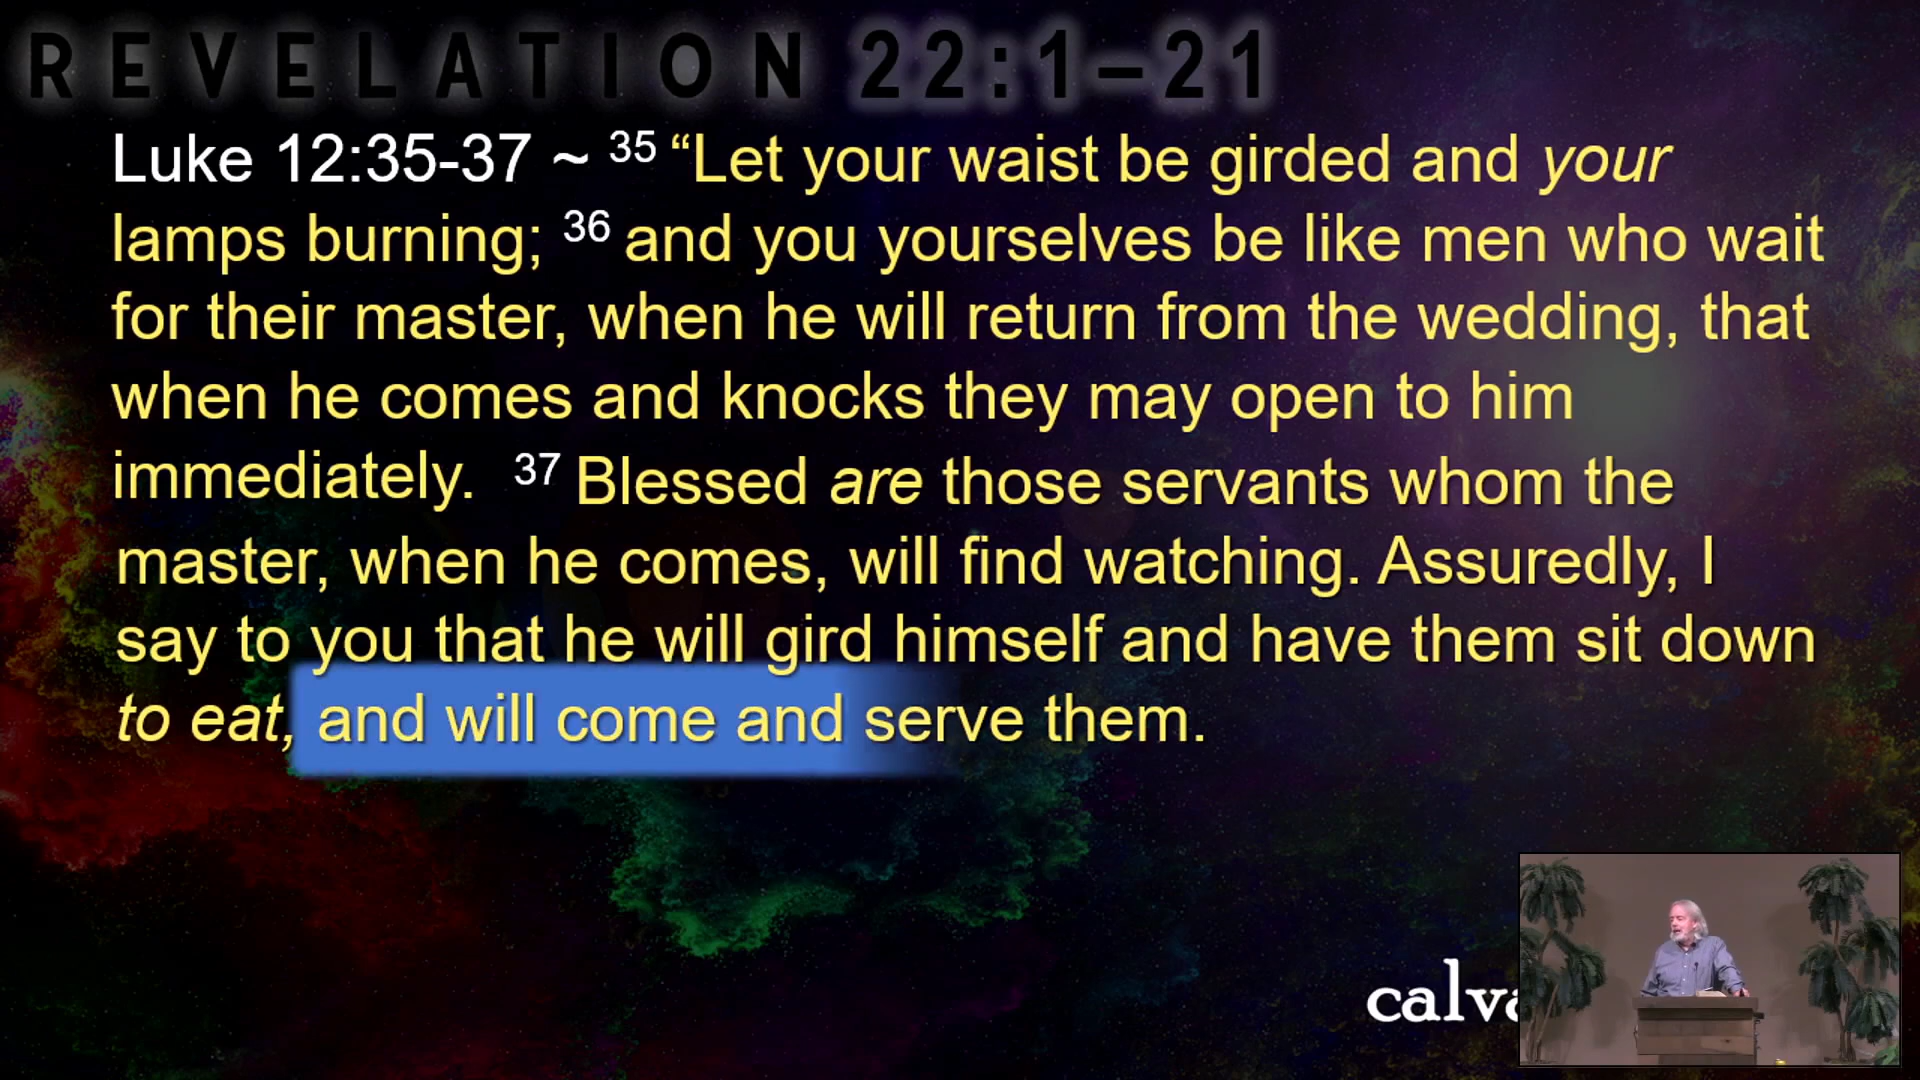 REVELATION 22:1–21
Luke 12:35-37 ~ 35 “Let your waist be girded and your
lamps burning; 36 and you yourselves be like men who wait
for their master, when he will return from the wedding, that
when he comes and knocks they may open to him
immediately. 37 Blessed are those servants whom the
master, when he comes, will find watching. Assuredly, I
say to you that he will gird himself and have them sit down
to eat, and will come and serve them.